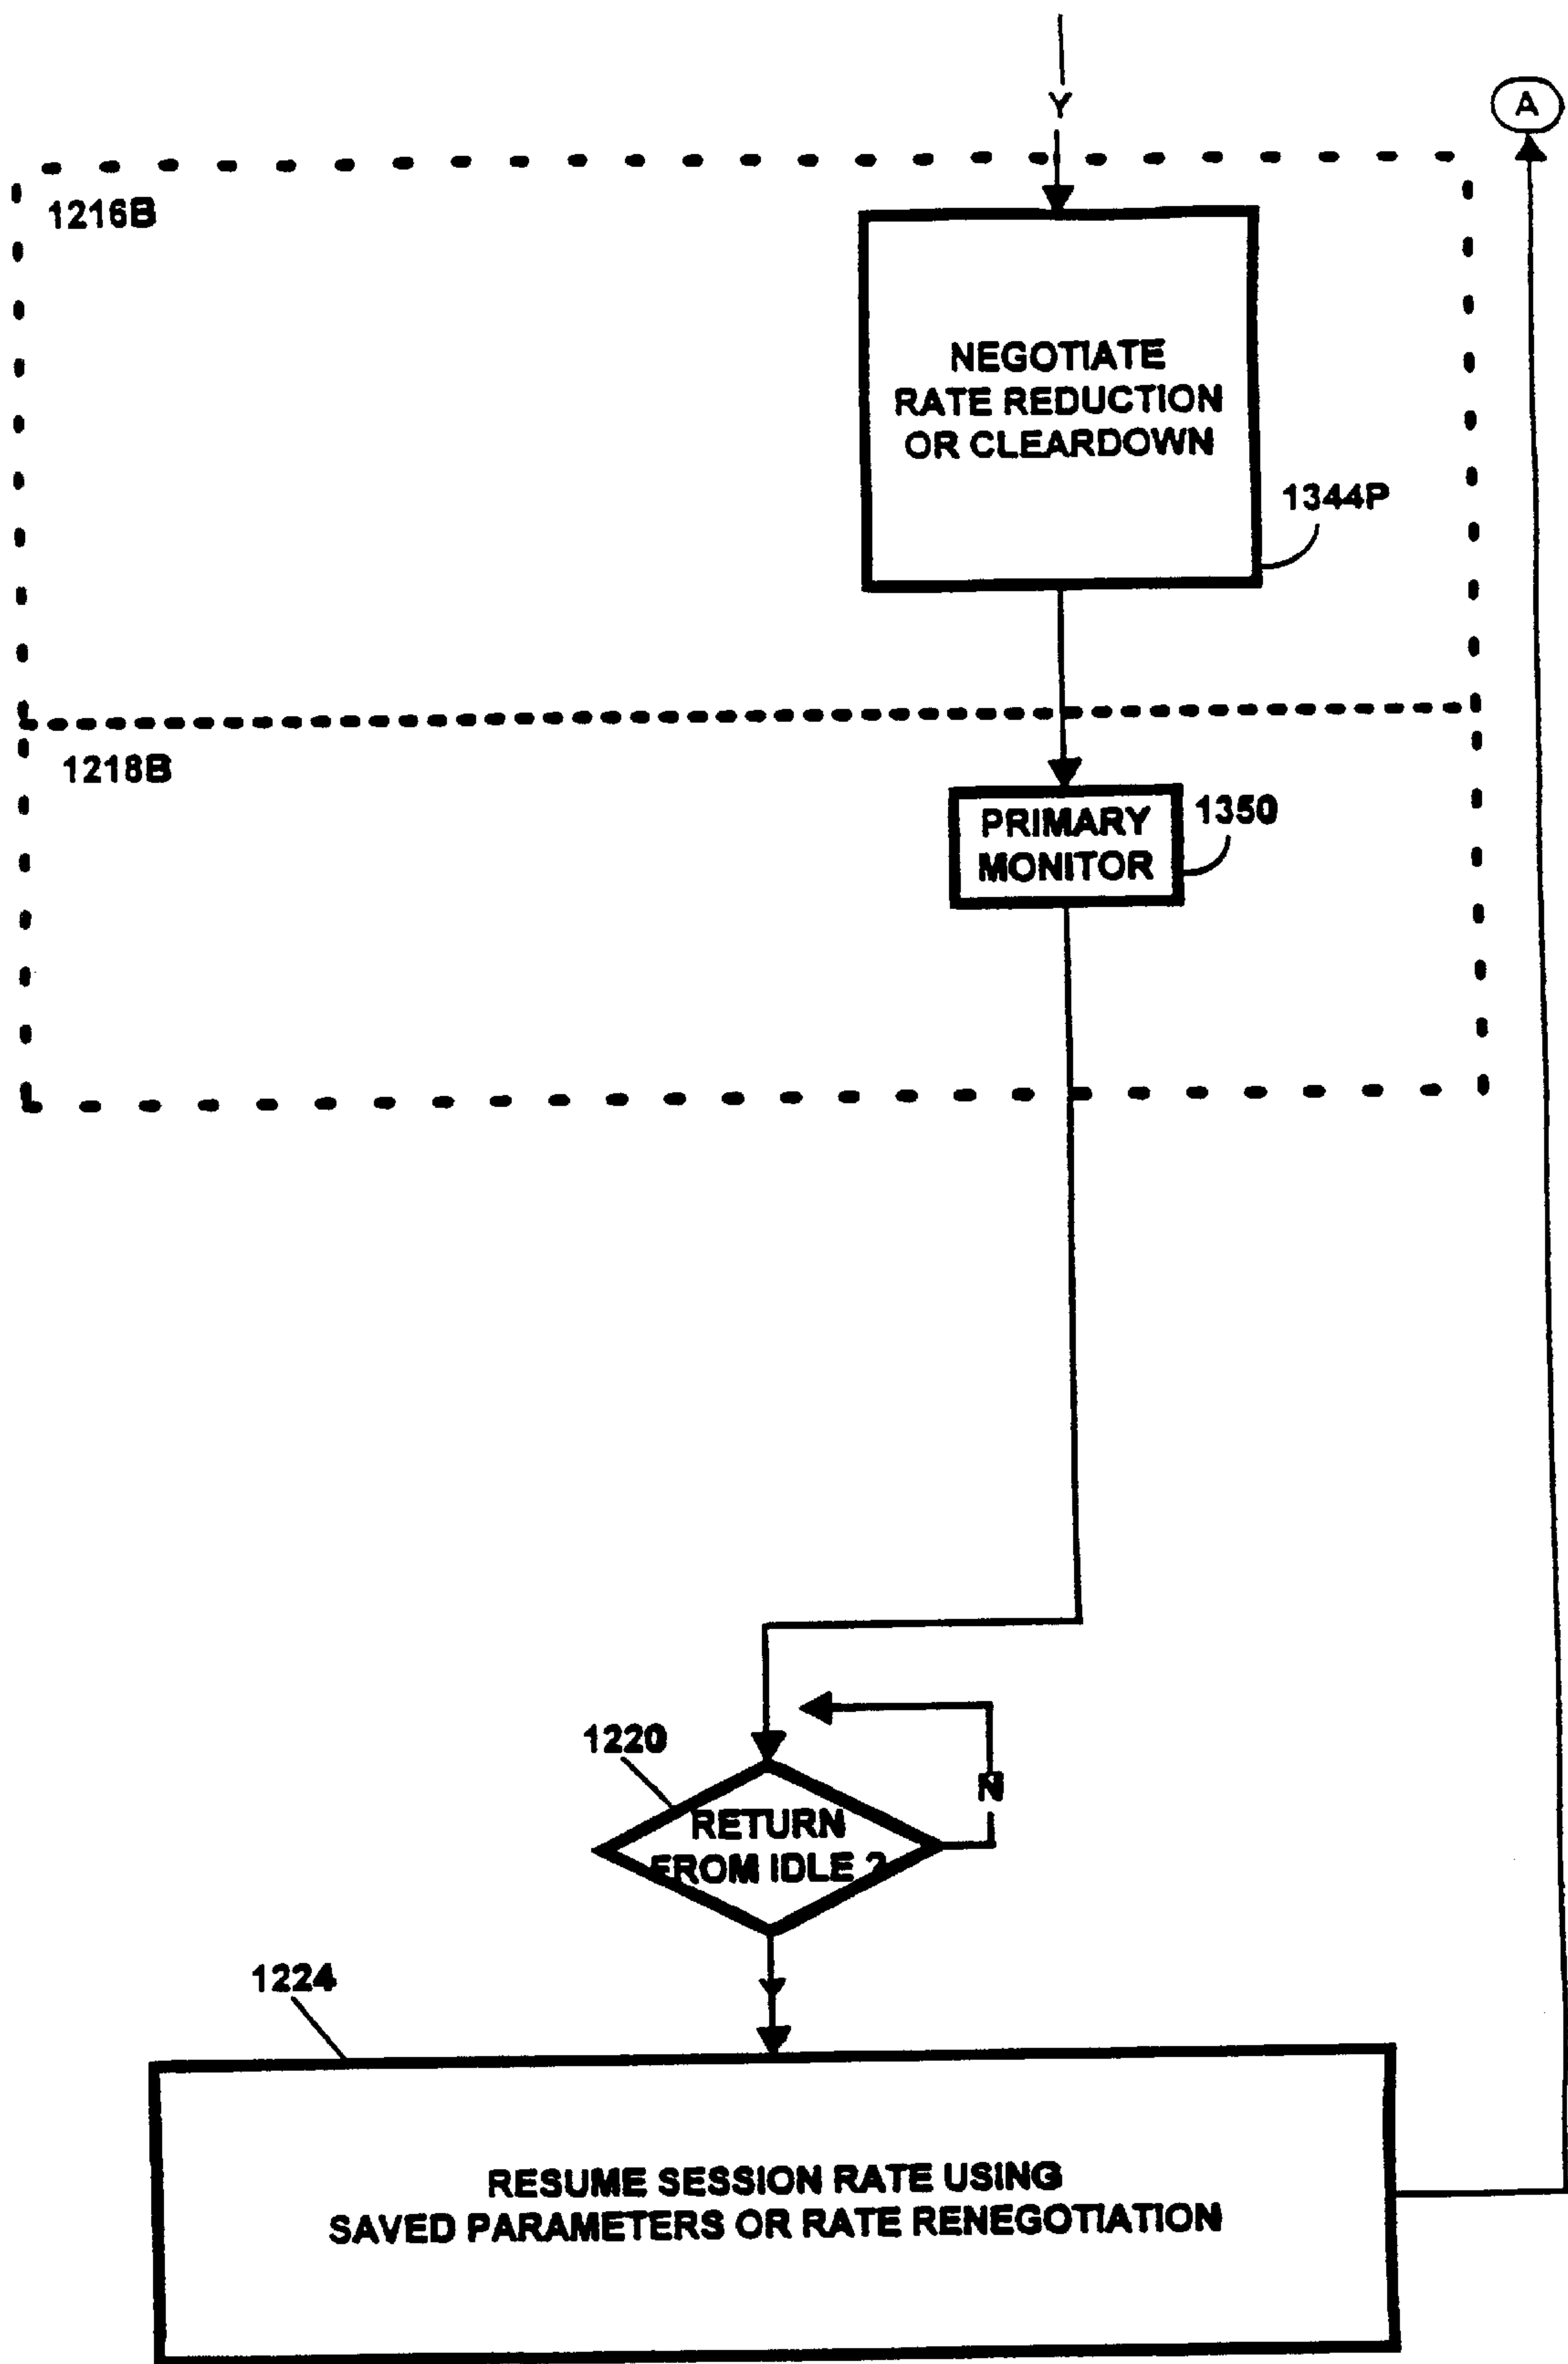 Y
A
1216B
NEGOTIATE
RATE REDUCTION
OR CLEARDOWN
1344P
1218B
PRIMARY
MONITOR
1350
1220
N
RETURN
FROM IDLE ?
Y
1224
RESUME SESSION RATE USING
SAVED PARAMETERS OR RATE RENEGOTIATION